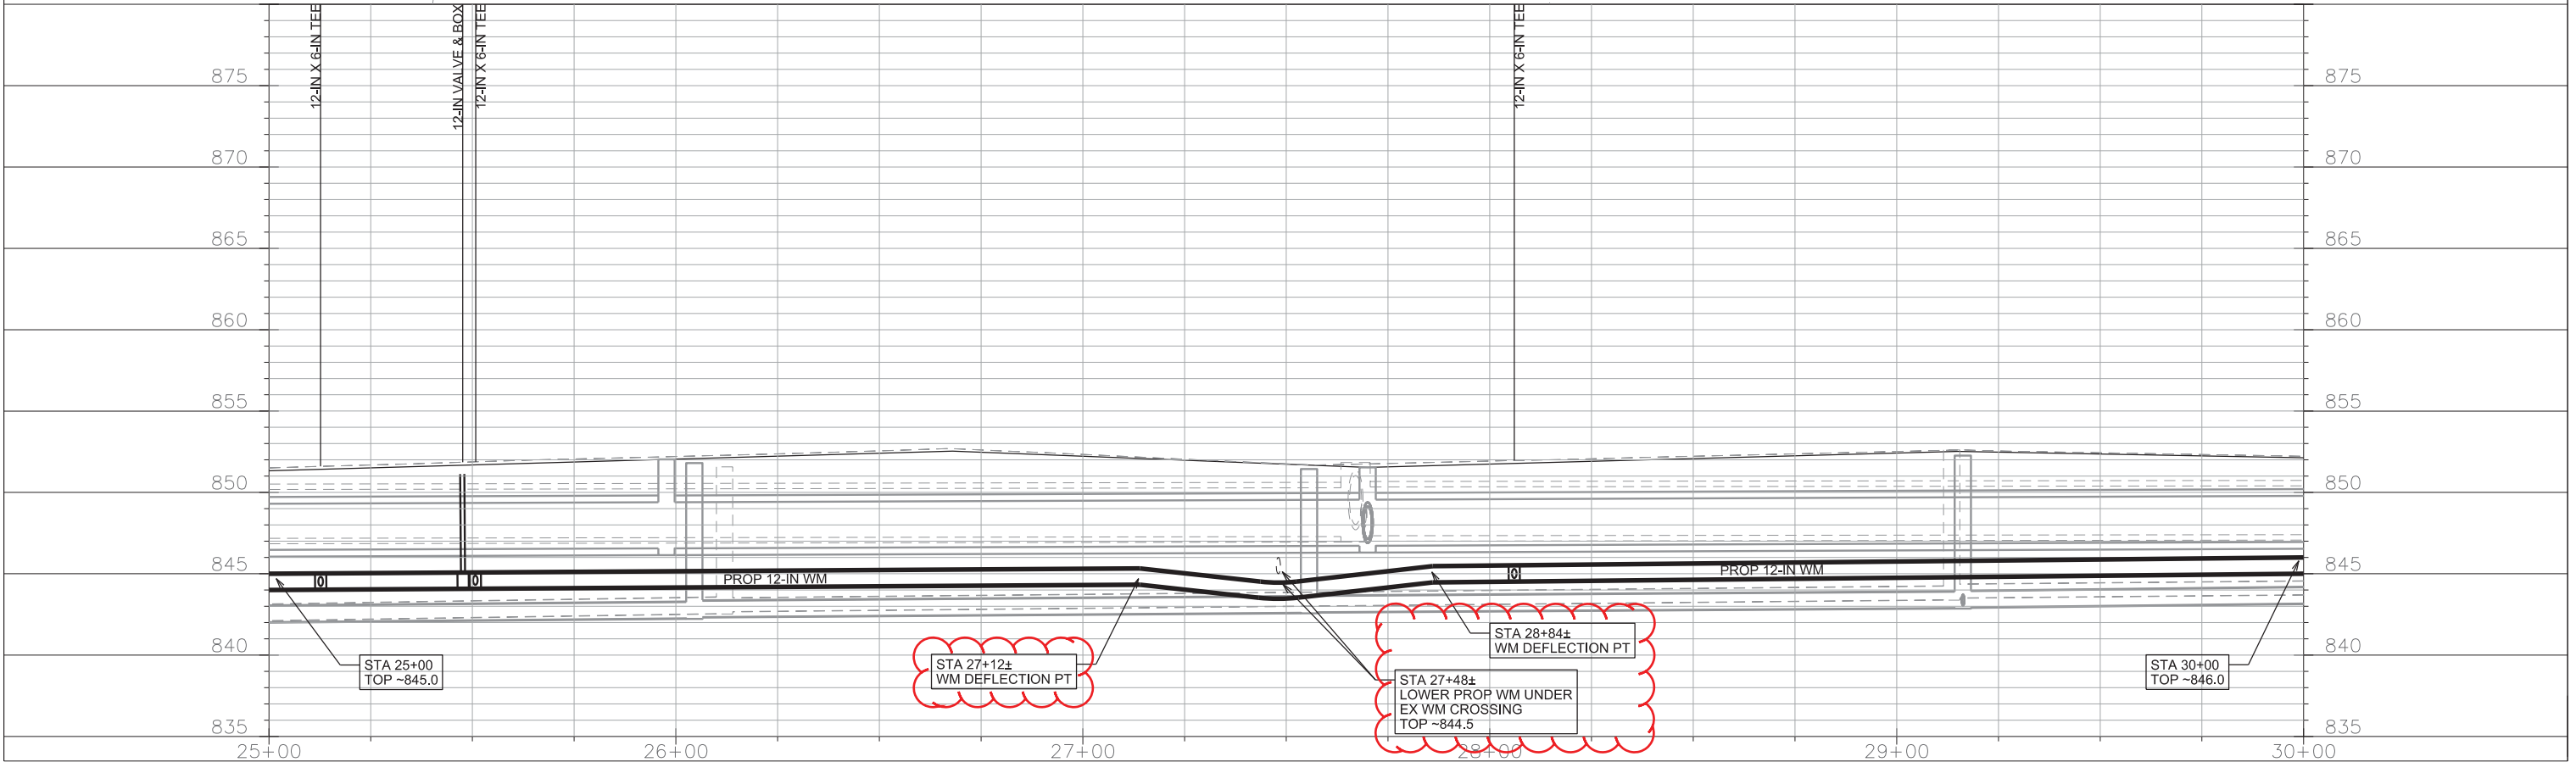 12-IN X 6-IN TEE
12-IN VALVE & BOX
12-IN X 6-IN TEE
12-IN X 6-IN TEE
875
875
870
870
865
865
860
860
855
855
850
850
845
845
PROP 12-IN WM
PROP 12-IN WM
840
840
STA 25+00
TOP ~845.0
STA 27+12±
WM DEFLECTION PT
STA 28+84±
WM DEFLECTION PT
STA 27+48±
LOWER PROP WM UNDER
EX WM CROSSING
TOP ~844.5
STA 30+00
TOP ~846.0
835
835
25+00
26+00
27+00
28+00
29+00
30+00